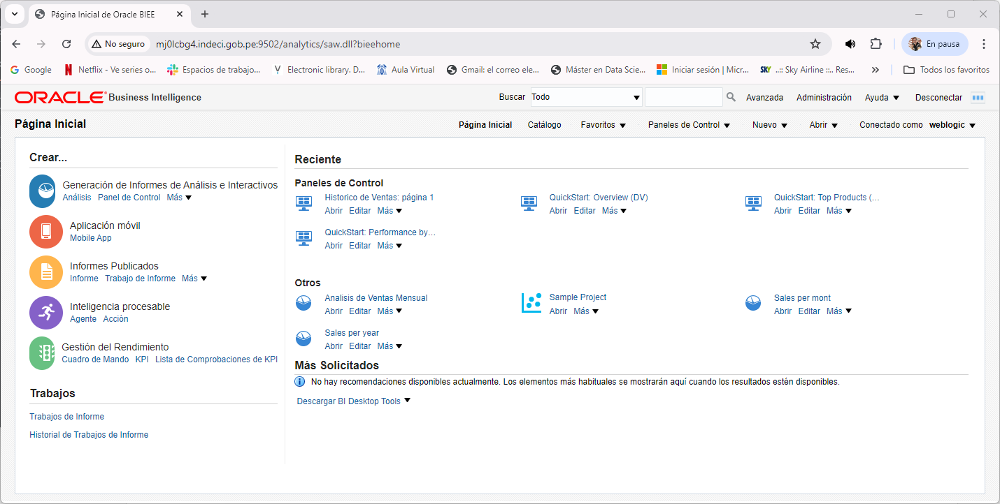 Página Inicial de Oracle BIEE
No seguro mj0lcbg4.indeci.gob.pe:9502/analytics/saw.dll?bieehome En pausa
Google Netflix - Ve series o... Espacios de trabajo... Electronic library. D... Aula Virtual Gmail: el correo ele... Máster en Data Scie... Iniciar sesión | Micr... SKY ..:: Sky Airline ::.. Res... Todos los favoritos
ORACLE Business Intelligence Buscar Todo Avanzada Administración Ayuda Desconectar
Página Inicial Página Inicial Catálogo Favoritos Paneles de Control Nuevo Abrir Conectado como weblogic
Crear...
Generación de Informes de Análisis e Interactivos
Análisis Panel de Control Más
Aplicación móvil
Mobile App
Informes Publicados
Informe Trabajo de Informe Más
Inteligencia procesable
Agente Acción
Gestión del Rendimiento
Cuadro de Mando KPI Lista de Comprobaciones de KPI
Trabajos
Trabajos de Informe
Historial de Trabajos de Informe
Reciente
Paneles de Control
Historico de Ventas: página 1 QuickStart: Overview (DV) QuickStart: Top Products (...
Abrir Editar Más Abrir Editar Más Abrir Editar Más
QuickStart: Performance by...
Abrir Editar Más
Otros
Analisis de Ventas Mensual Sample Project Sales per mont
Abrir Editar Más Abrir Más Abrir Editar Más
Sales per year
Abrir Editar Más
Más Solicitados
No hay recomendaciones disponibles actualmente. Los elementos más habituales se mostrarán aquí cuando los resultados estén disponibles.
Descargar BI Desktop Tools